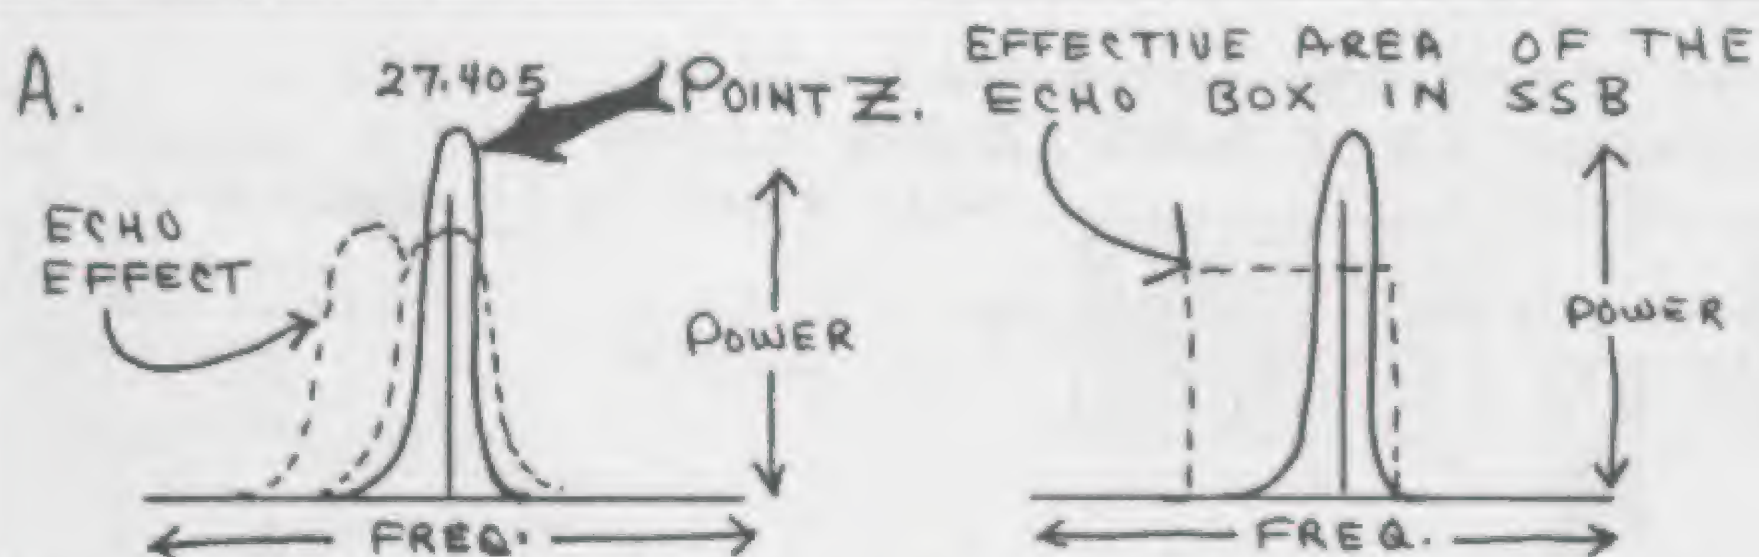 A.
27.405
POINT Z.
ECHO
EFFECT
POWER
FREQ.
EFFECTIVE AREA OF THE
ECHO BOX IN SSB
POWER
FREQ.